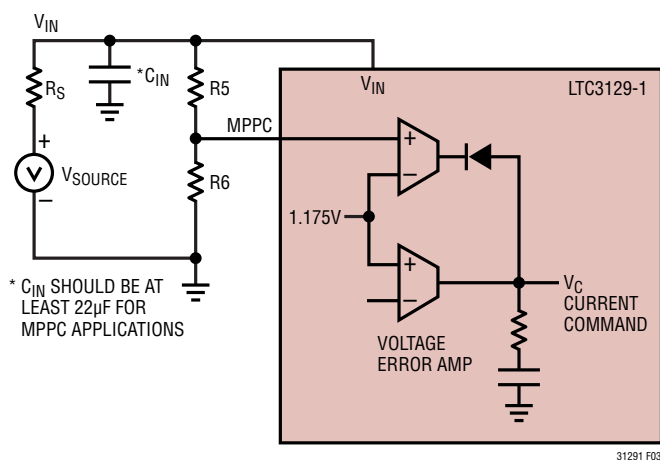 VIN
*CIN
RS
R5
VIN
LTC3129-1
MPPC
+
–
+
V
–
VSOURCE
R6
1.175V
+
–
* CIN SHOULD BE AT
LEAST 22µF FOR
MPPC APPLICATIONS
VC
CURRENT
COMMAND
VOLTAGE
ERROR AMP
31291 F03